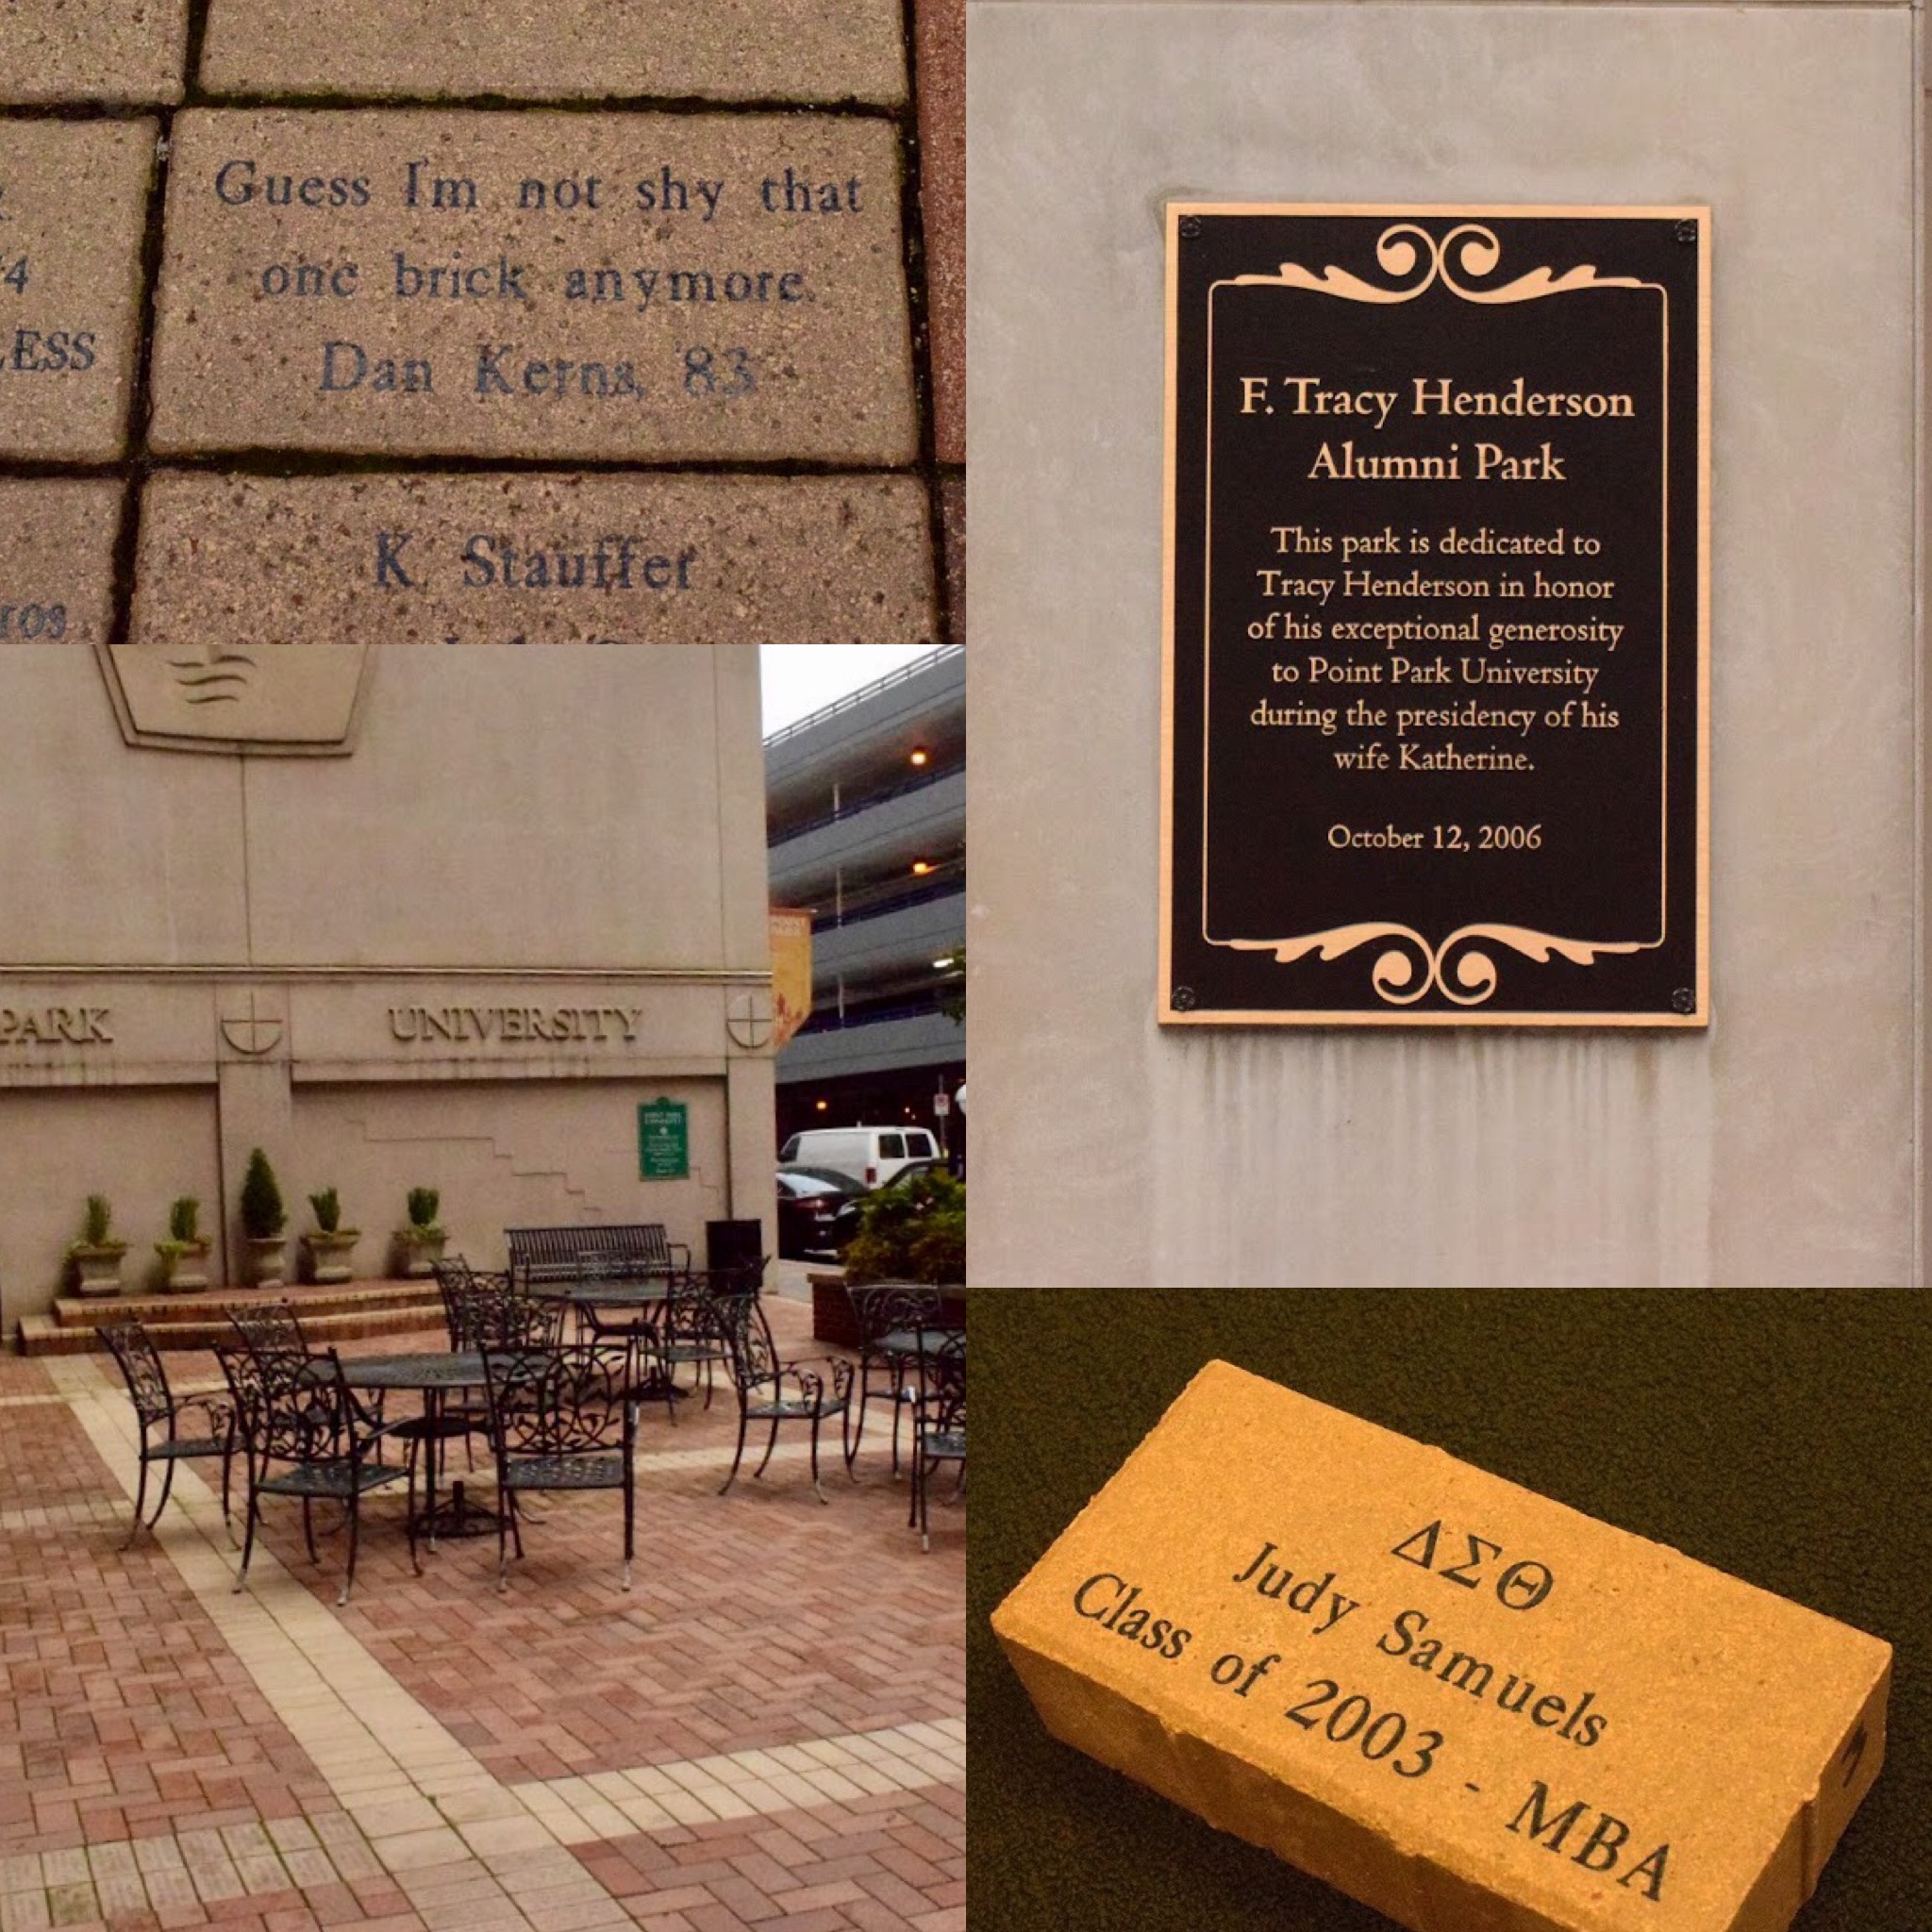 Guess I'm not shy that
one brick anymore.
Dan Kerns, '83
4
ESS
K. Stauffer
ros
F. Tracy Henderson
Alumni Park
This park is dedicated to
Tracy Henderson in honor
of his exceptional generosity
to Point Park University
during the presidency of his
wife Katherine.
October 12, 2006
PARK
UNIVERSITY
ΔΣΘ
Judy Samuels
Class of 2003 - MBA